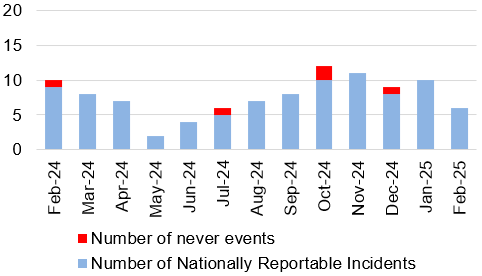 20
15
10
5
0
Feb-24
Mar-24
Apr-24
May-24
Jun-24
Jul-24
Aug-24
Sep-24
Oct-24
Nov-24
Dec-24
Jan-25
Feb-25
Number of never events
Number of Nationally Reportable Incidents